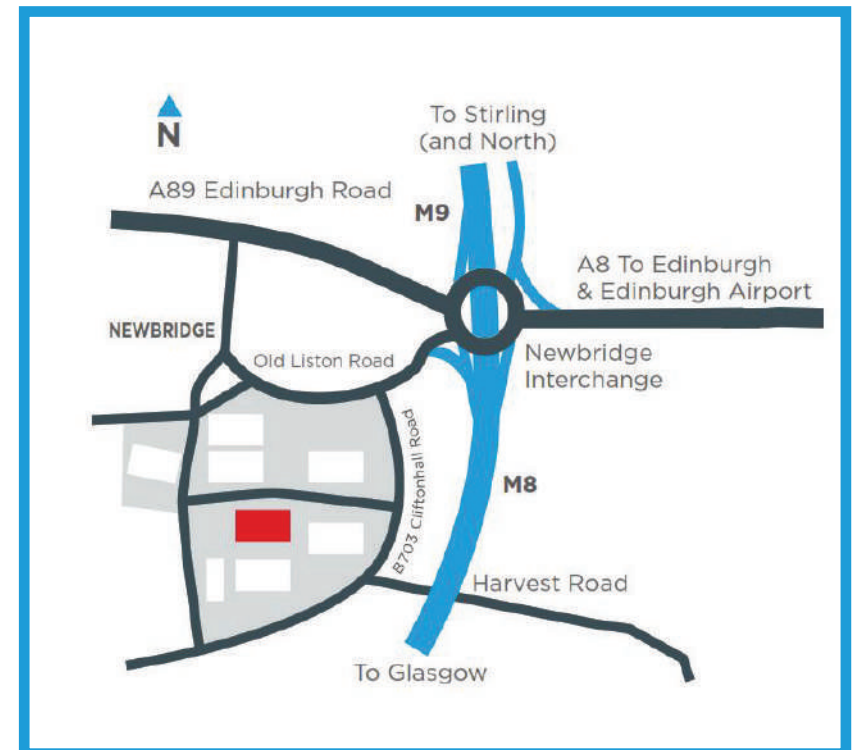 To Stirling
(and North)
N
A89 Edinburgh Road
M9
A8 To Edinburgh
& Edinburgh Airport
NEWBRIDGE
Old Liston Road
Newbridge
Interchange
B703 Cliftonhall Road
M8
Harvest Road
To Glasgow